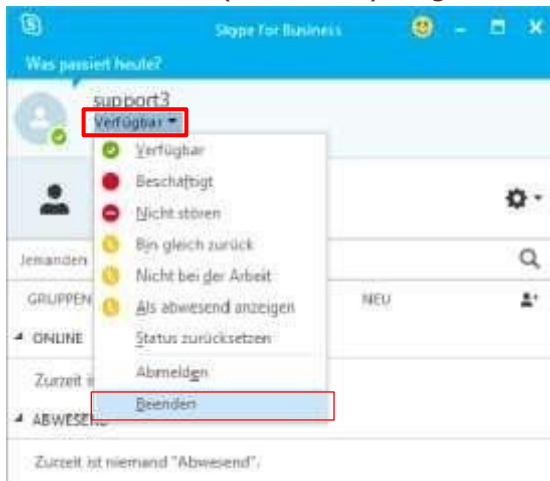 Skype for Business
Was passiert heute?
support3
Verfügbar
Verfügbar
Beschäftigt
Nicht stören
Bin gleich zurück
Jemanden
Nicht bei der Arbeit
GRUPPEN
Als abwesend anzeigen
NEU
ONLINE
Status zurücksetzen
Zurzeit
Abmelden
Beenden
ABWESEND
Zurzeit ist niemand "Abwesend".